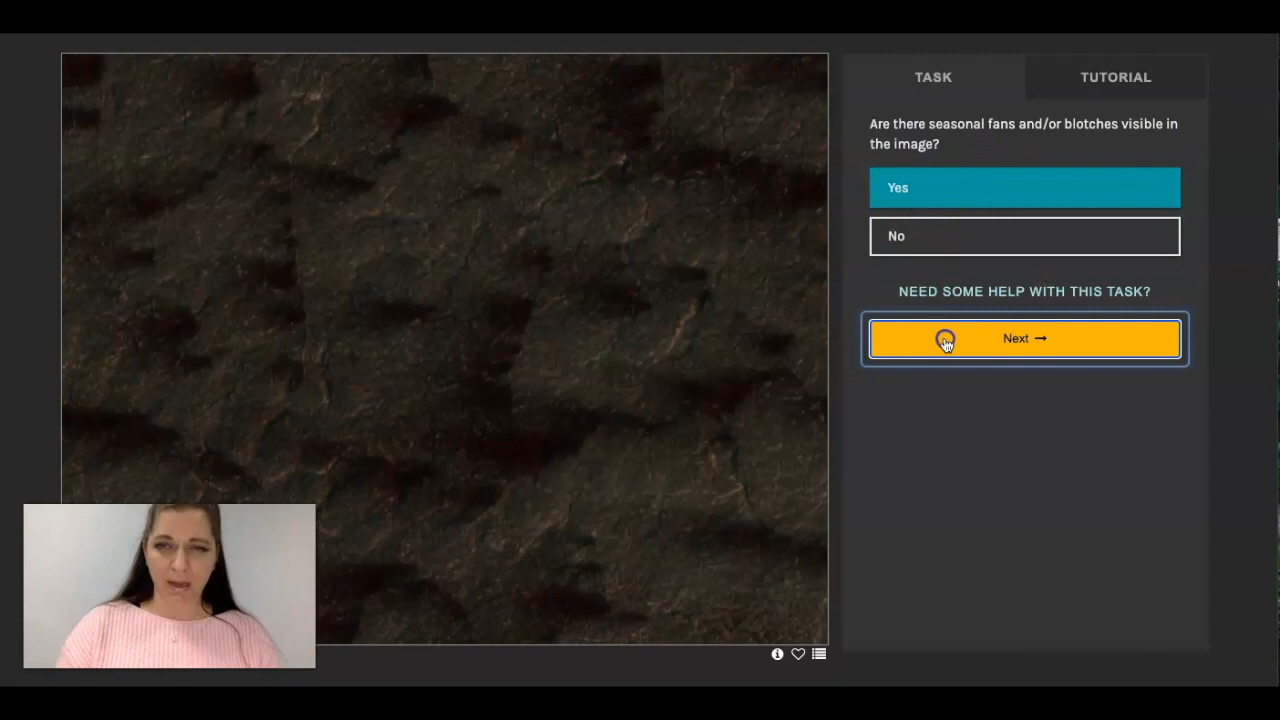 TASK
TUTORIAL
Are there seasonal fans and/or blotches visible in
the image?
Yes
No
NEED SOME HELP WITH THIS TASK?
Next →